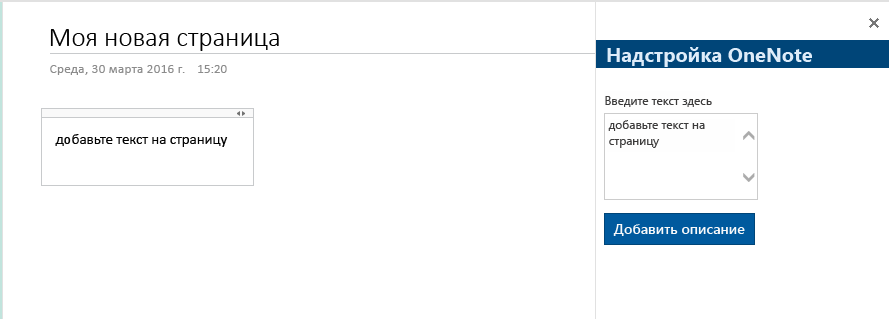 Моя новая страница
Среда, 30 марта 2016 г. 15:20
добавьте текст на страницу
Надстройка OneNote
Введите текст здесь
добавьте текст на
страницу
Добавить описание